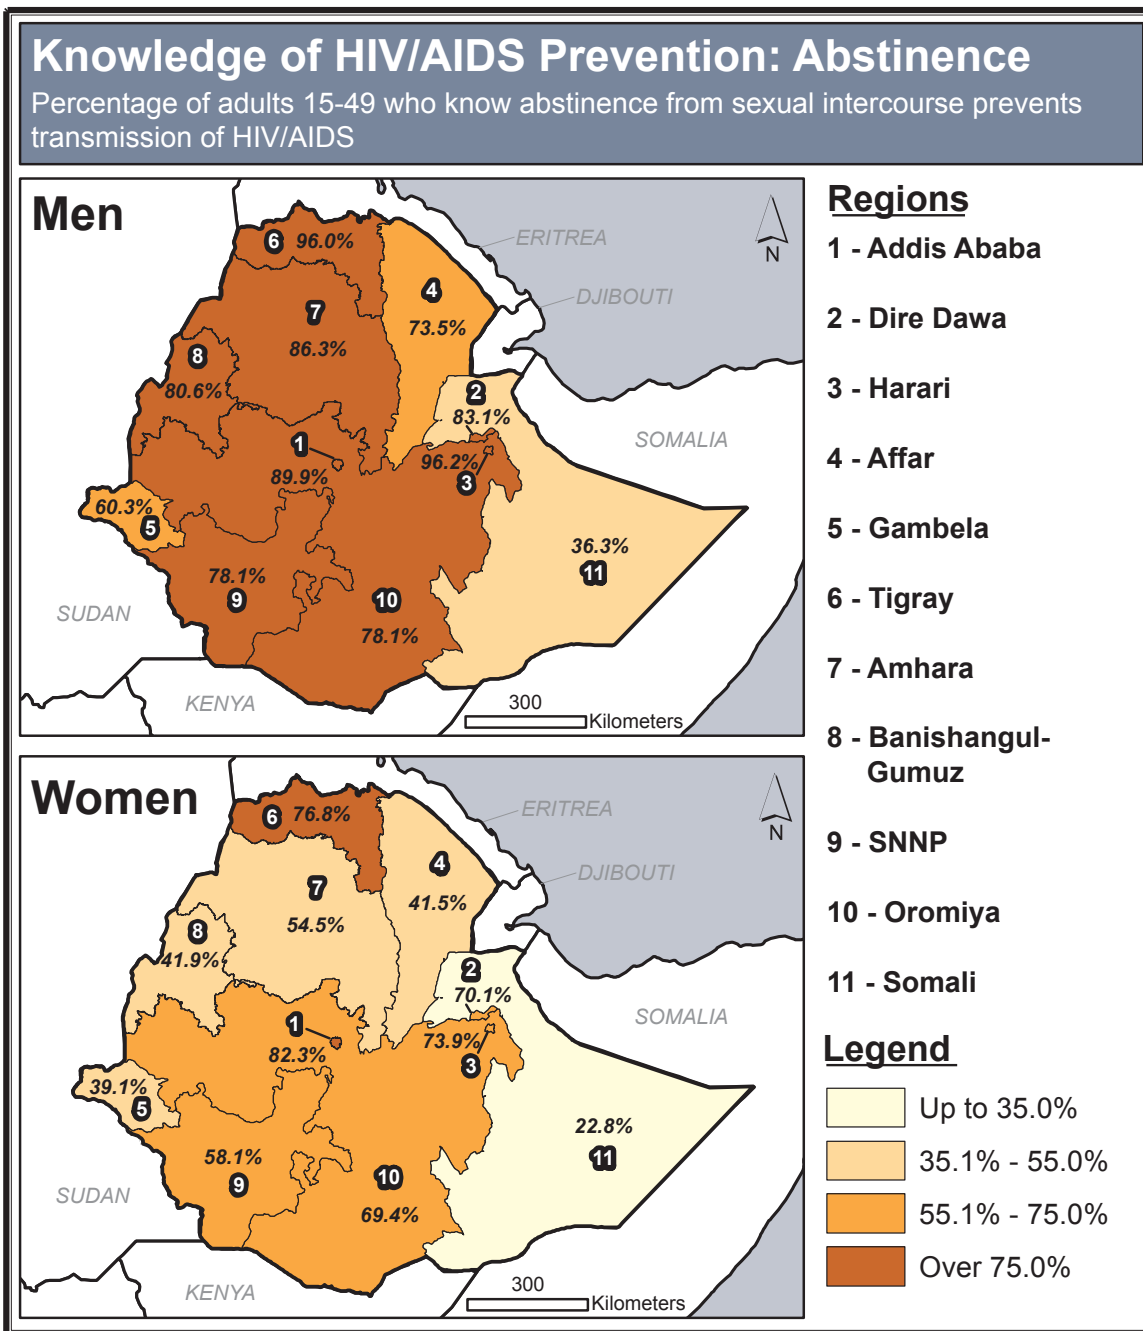 Knowledge of HIV/AIDS Prevention: Abstinence
Percentage of adults 15-49 who know abstinence from sexual intercourse prevents
transmission of HIV/AIDS
Men
6 96.0%
ERITREA
N
7
86.3%
4
73.5%
DJIBOUTI
8
80.6%
2
83.1%
SOMALIA
1
89.9%
96.2%
3
60.3%
5
36.3%
11
78.1%
9
10
78.1%
SUDAN
KENYA
300
Kilometers
Women
6 76.8%
ERITREA
N
4
41.5%
DJIBOUTI
7
54.5%
8
41.9%
2
70.1%
SOMALIA
1
82.3%
73.9%
3
39.1%
5
22.8%
11
58.1%
9
10
69.4%
SUDAN
KENYA
300
Kilometers
Regions
1 - Addis Ababa
2 - Dire Dawa
3 - Harari
4 - Affar
5 - Gambela
6 - Tigray
7 - Amhara
8 - Banishangul-
Gumuz
9 - SNNP
10 - Oromiya
11 - Somali
Legend
Up to 35.0%
35.1% - 55.0%
55.1% - 75.0%
Over 75.0%